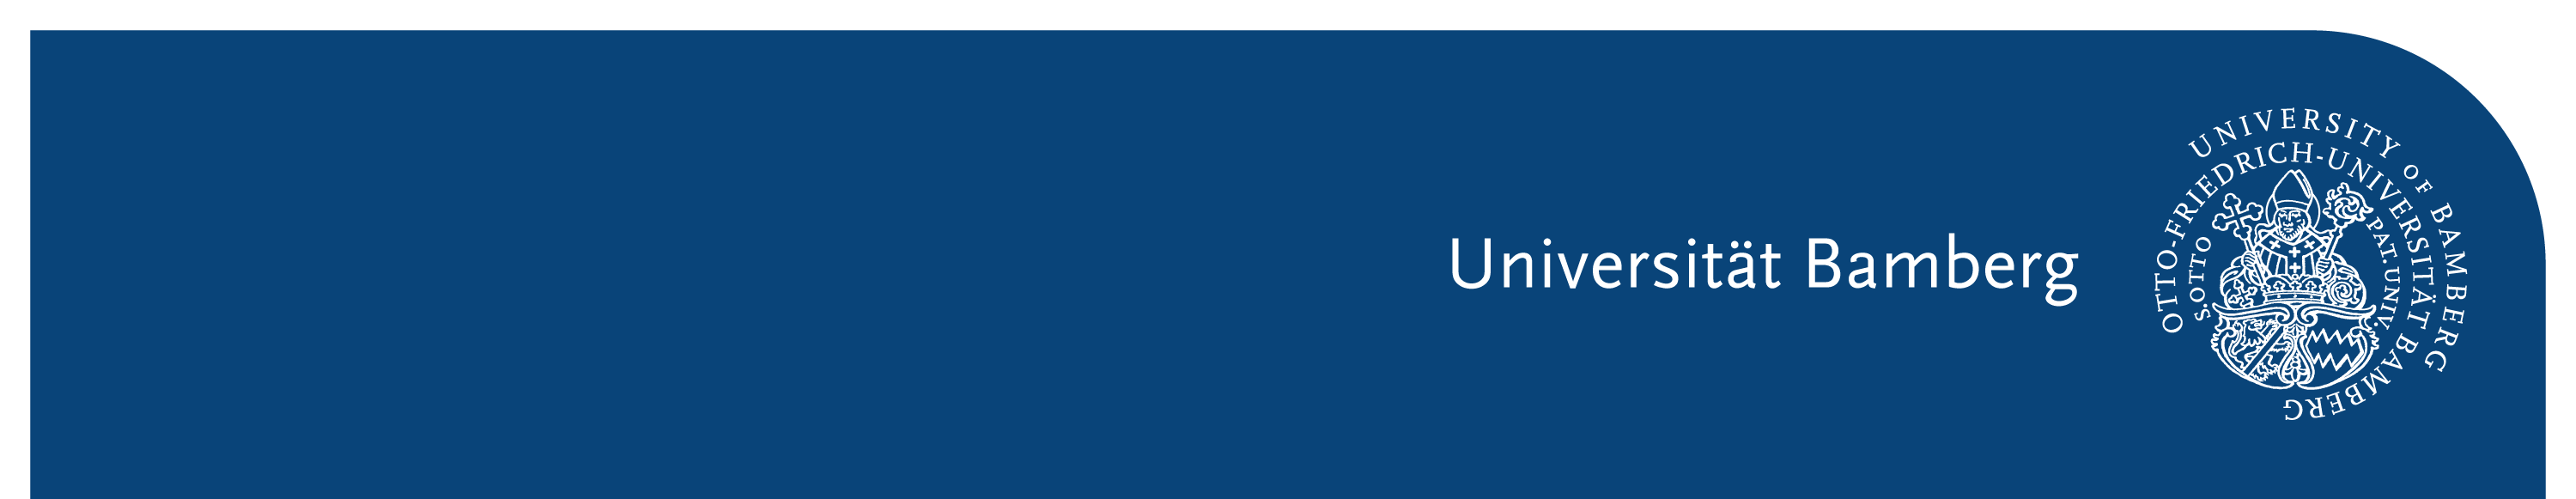 Universität Bamberg
UNIVERSITY OF BAMBERG
OTTO-FRIEDRICH-UNIVERSITÄT BAMBERG
S.OTTO
PAT.UNIV.